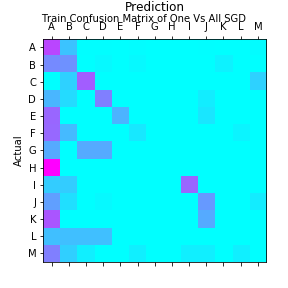 Prediction
Train Confusion Matrix of One Vs All SGD
A B C D E F G H I J K L M
Actual
A
B
C
D
E
F
G
H
I
J
K
L
M